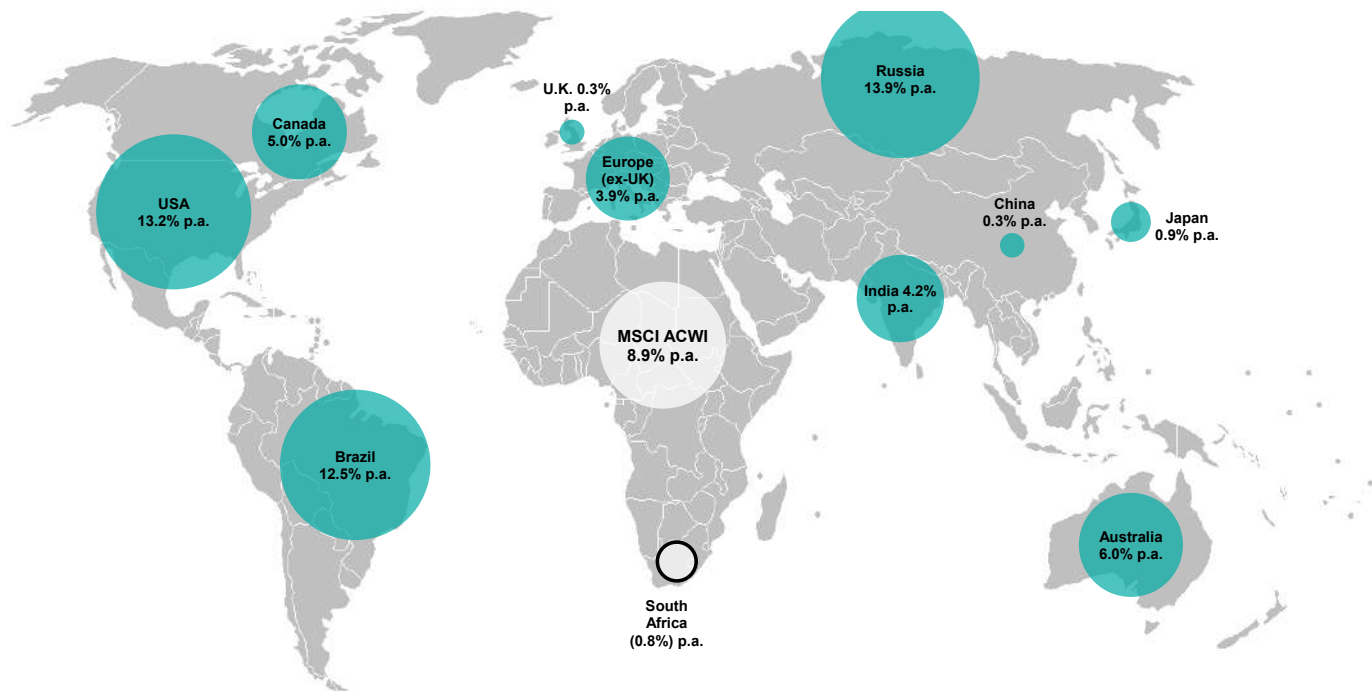 Russia
13.9% p.a.
U.K. 0.3%
p.a.
Canada
5.0% p.a.
Europe
(ex-UK)
3.9% p.a.
USA
13.2% p.a.
China
0.3% p.a.
Japan
0.9% p.a.
India 4.2%
p.a.
MSCI ACWI
8.9% p.a.
Brazil
12.5% p.a.
Australia
6.0% p.a.
South
Africa
(0.8%) p.a.